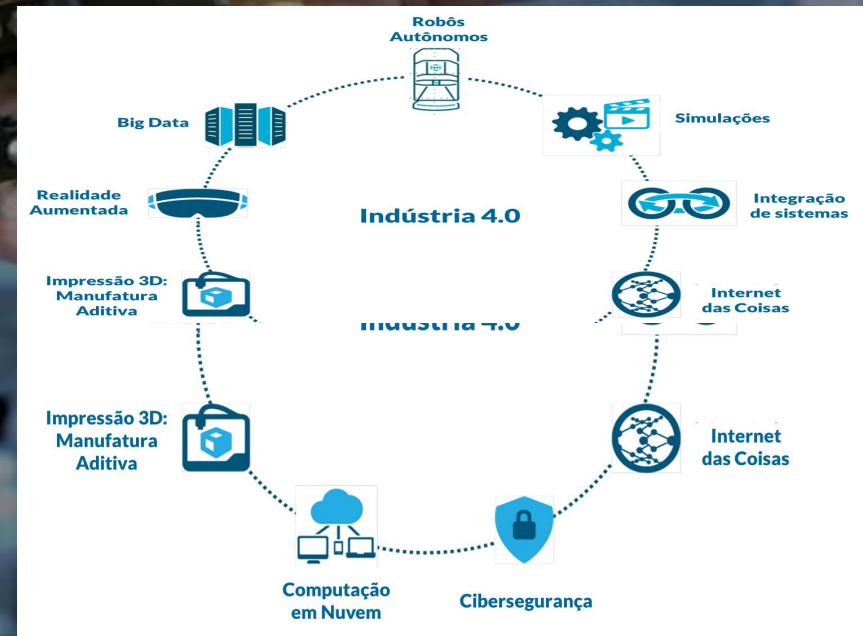 Robôs
Autônomos
Big Data
Simulações
Realidade
Aumentada
Integração
de sistemas
Indústria 4.0
Impressão 3D:
Manufatura
Aditiva
Internet
das Coisas
Indústria 4.0
Impressão 3D:
Manufatura
Aditiva
Internet
das Coisas
Computação
em Nuvem
Cibersegurança